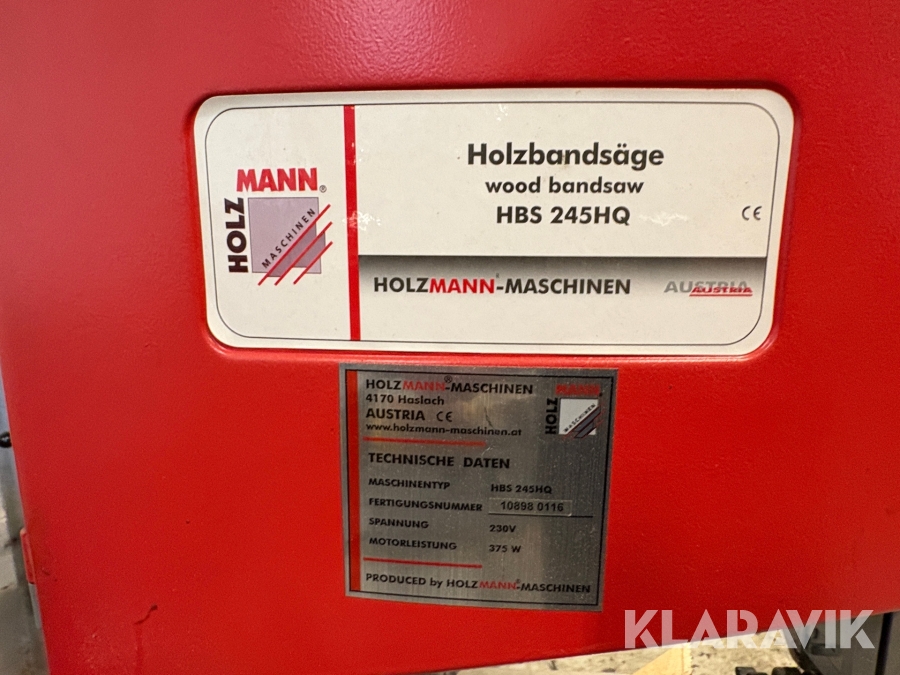 HOLZ MANN®
MASCHINEN
Holzbandsäge
wood bandsaw
HBS 245HQ
CE
HOLZMANN®-MASCHINEN
AUSTRIA
AUSTRIA
HOLZMANN®-MASCHINEN
4170 Haslach
AUSTRIA CE
www.holzmann-maschinen.at
HOLZ MANN®
MASCHINEN
TECHNISCHE DATEN
MASCHINENTYP HBS 245HQ
FERTIGUNGSNUMMER 10898 0116
SPANNUNG 230V
MOTORLEISTUNG 375 W
PRODUCED by HOLZMANN®-MASCHINEN
KLARAVIK